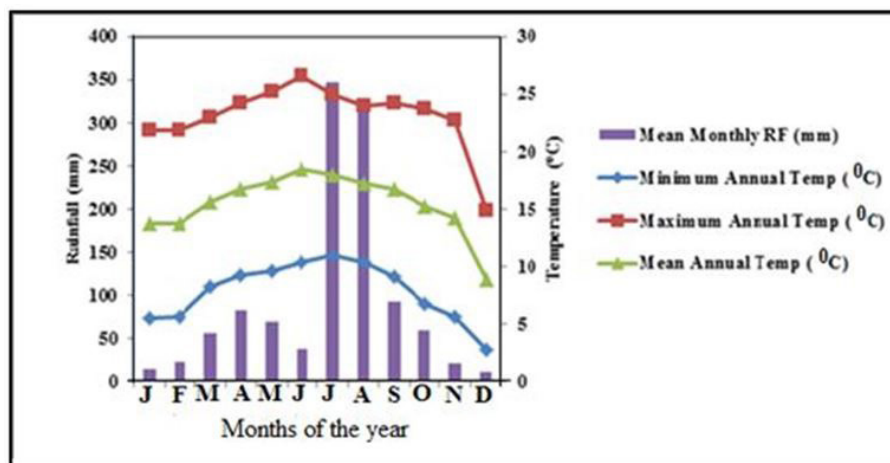 400
350
300
250
200
150
100
50
0
Rainfall (mm)
30
25
20
15
10
5
0
Temperature (°C)
J F M A M J J A S O N D
Months of the year
Mean Monthly RF (mm)
Minimum Annual Temp ( ⁰C)
Maximum Annual Temp ( ⁰C)
Mean Annual Temp ( ⁰C)